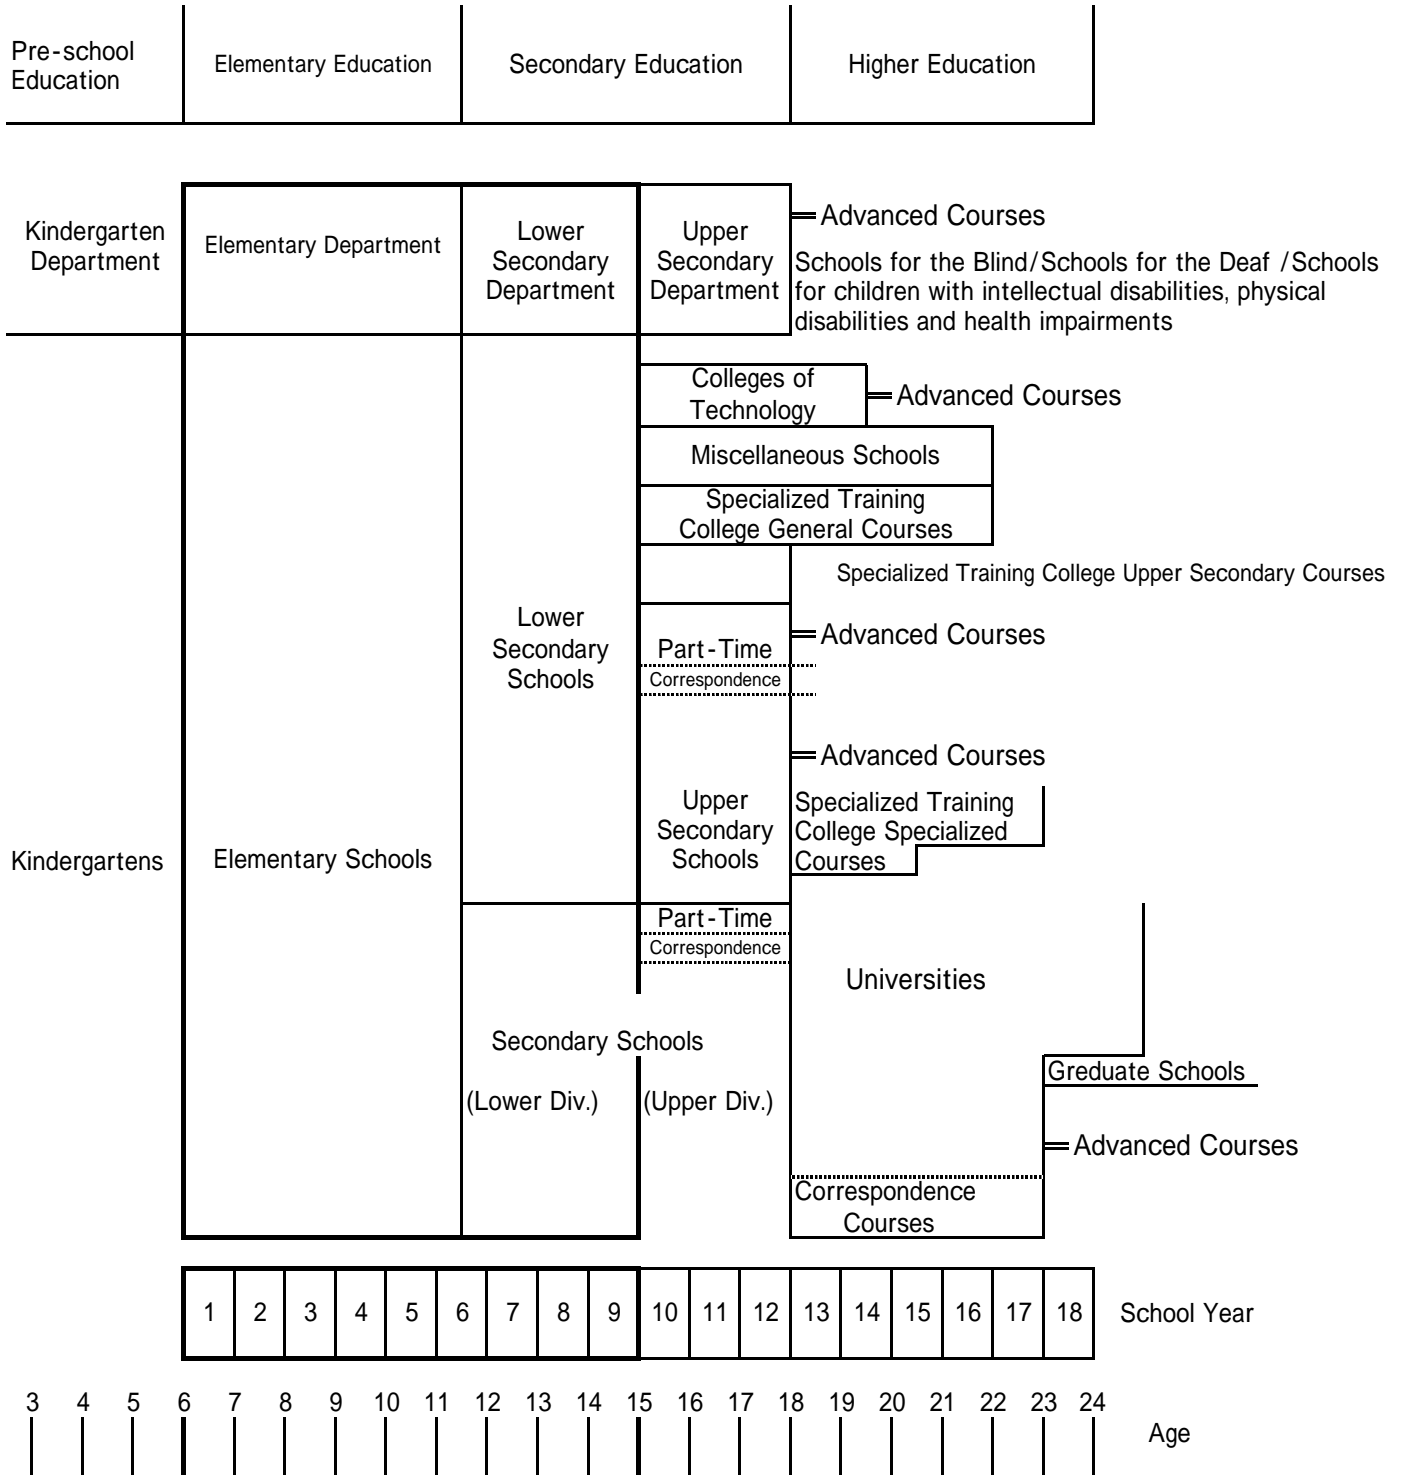 Pre-school
Education
Elementary Education
Secondary Education
Higher Education
Kindergarten
Department
Elementary Department
Lower
Secondary
Department
Upper
Secondary
Department
Advanced Courses
Schools for the Blind/Schools for the Deaf /Schools
for children with intellectual disabilities, physical
disabilities and health impairments
Colleges of
Technology
Advanced Courses
Miscellaneous Schools
Specialized Training
College General Courses
Specialized Training College Upper Secondary Courses
Lower
Secondary
Schools
Part-Time
Correspondence
Advanced Courses
Advanced Courses
Upper
Secondary
Schools
Specialized Training
College Specialized
Courses
Kindergartens
Elementary Schools
Part-Time
Correspondence
Universities
Secondary Schools
(Lower Div.)
(Upper Div.)
Greduate Schools
Advanced Courses
Correspondence
Courses
1 2 3 4 5 6 7 8 9 10 11 12 13 14 15 16 17 18 School Year
3 4 5 6 7 8 9 10 11 12 13 14 15 16 17 18 19 20 21 22 23 24
Age